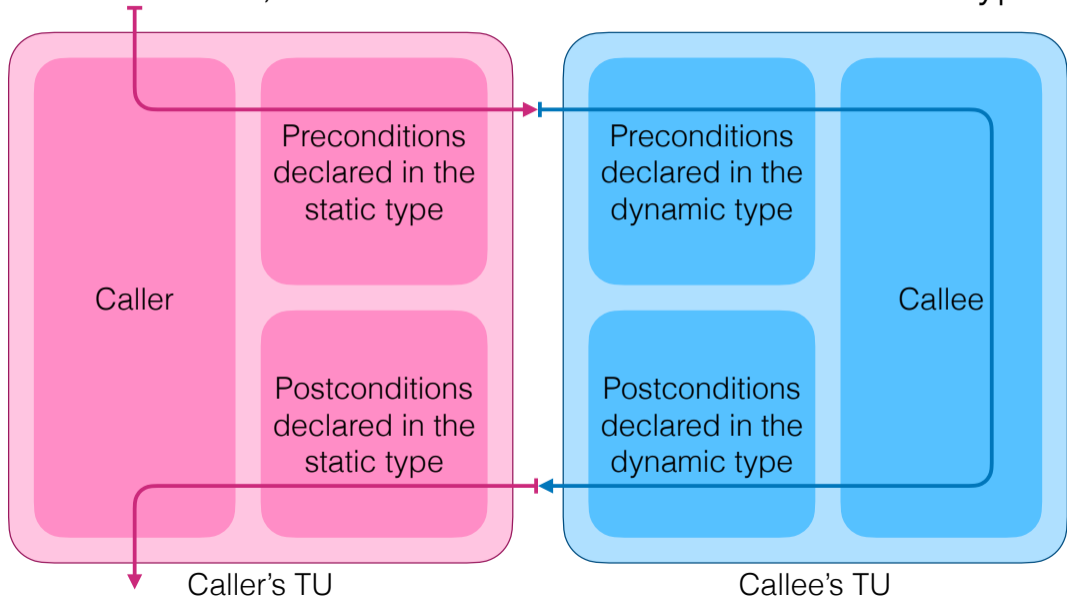 Preconditions
declared in the
static type
Preconditions
declared in the
dynamic type
Caller
Callee
Postconditions
declared in the
static type
Postconditions
declared in the
dynamic type
Caller’s TU
Callee’s TU